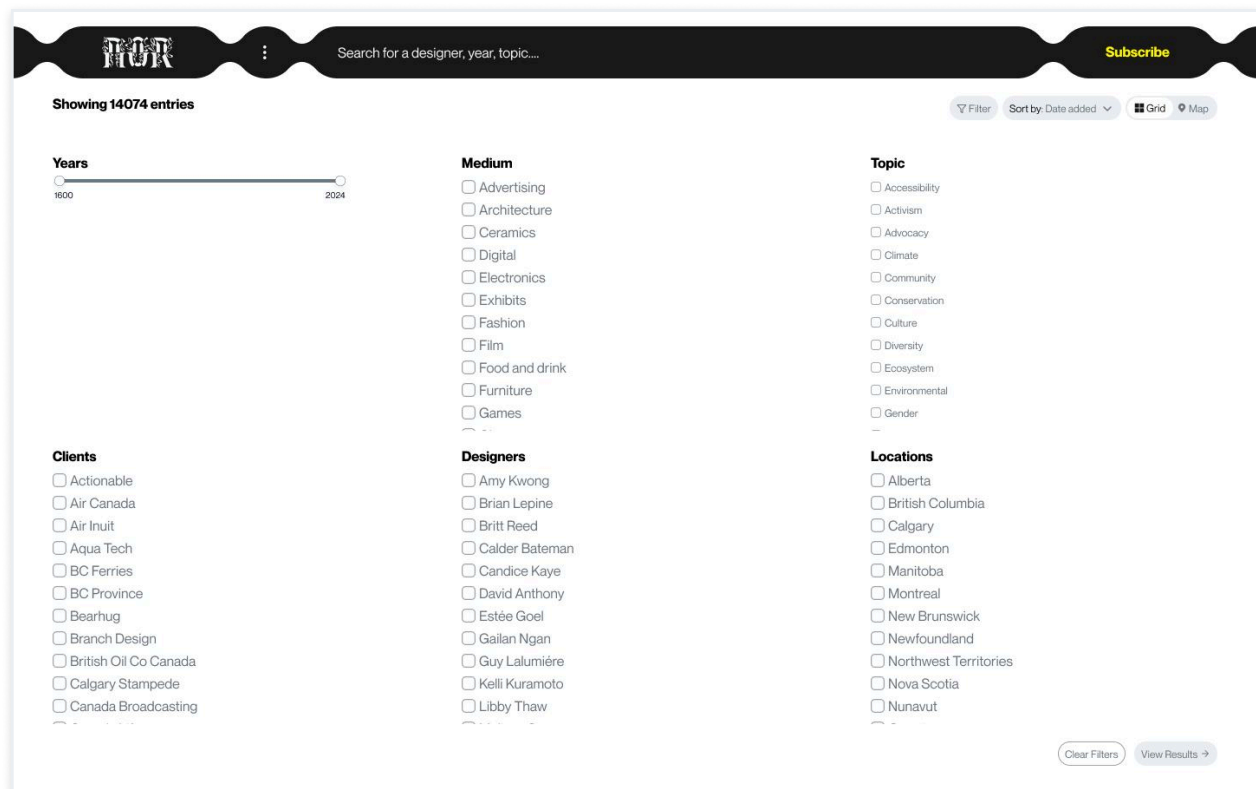 Search for a designer, year, topic....
Subscribe
Showing 14074 entries
Filter
Sort by: Date added
Grid
Map
Years
1600
2024
Medium
Advertising
Architecture
Ceramics
Digital
Electronics
Exhibits
Fashion
Film
Food and drink
Furniture
Games
Topic
Accessibility
Activism
Advocacy
Climate
Community
Conservation
Culture
Diversity
Ecosystem
Environmental
Gender
Clients
Actionable
Air Canada
Air Inuit
Aqua Tech
BC Ferries
BC Province
Bearhug
Branch Design
British Oil Co Canada
Calgary Stampede
Canada Broadcasting
Designers
Amy Kwong
Brian Lepine
Britt Reed
Calder Bateman
Candice Kaye
David Anthony
Estée Goel
Gailan Ngan
Guy Lalumiére
Kelli Kuramoto
Libby Thaw
Locations
Alberta
British Columbia
Calgary
Edmonton
Manitoba
Montreal
New Brunswick
Newfoundland
Northwest Territories
Nova Scotia
Nunavut
Clear Filters
View Results →